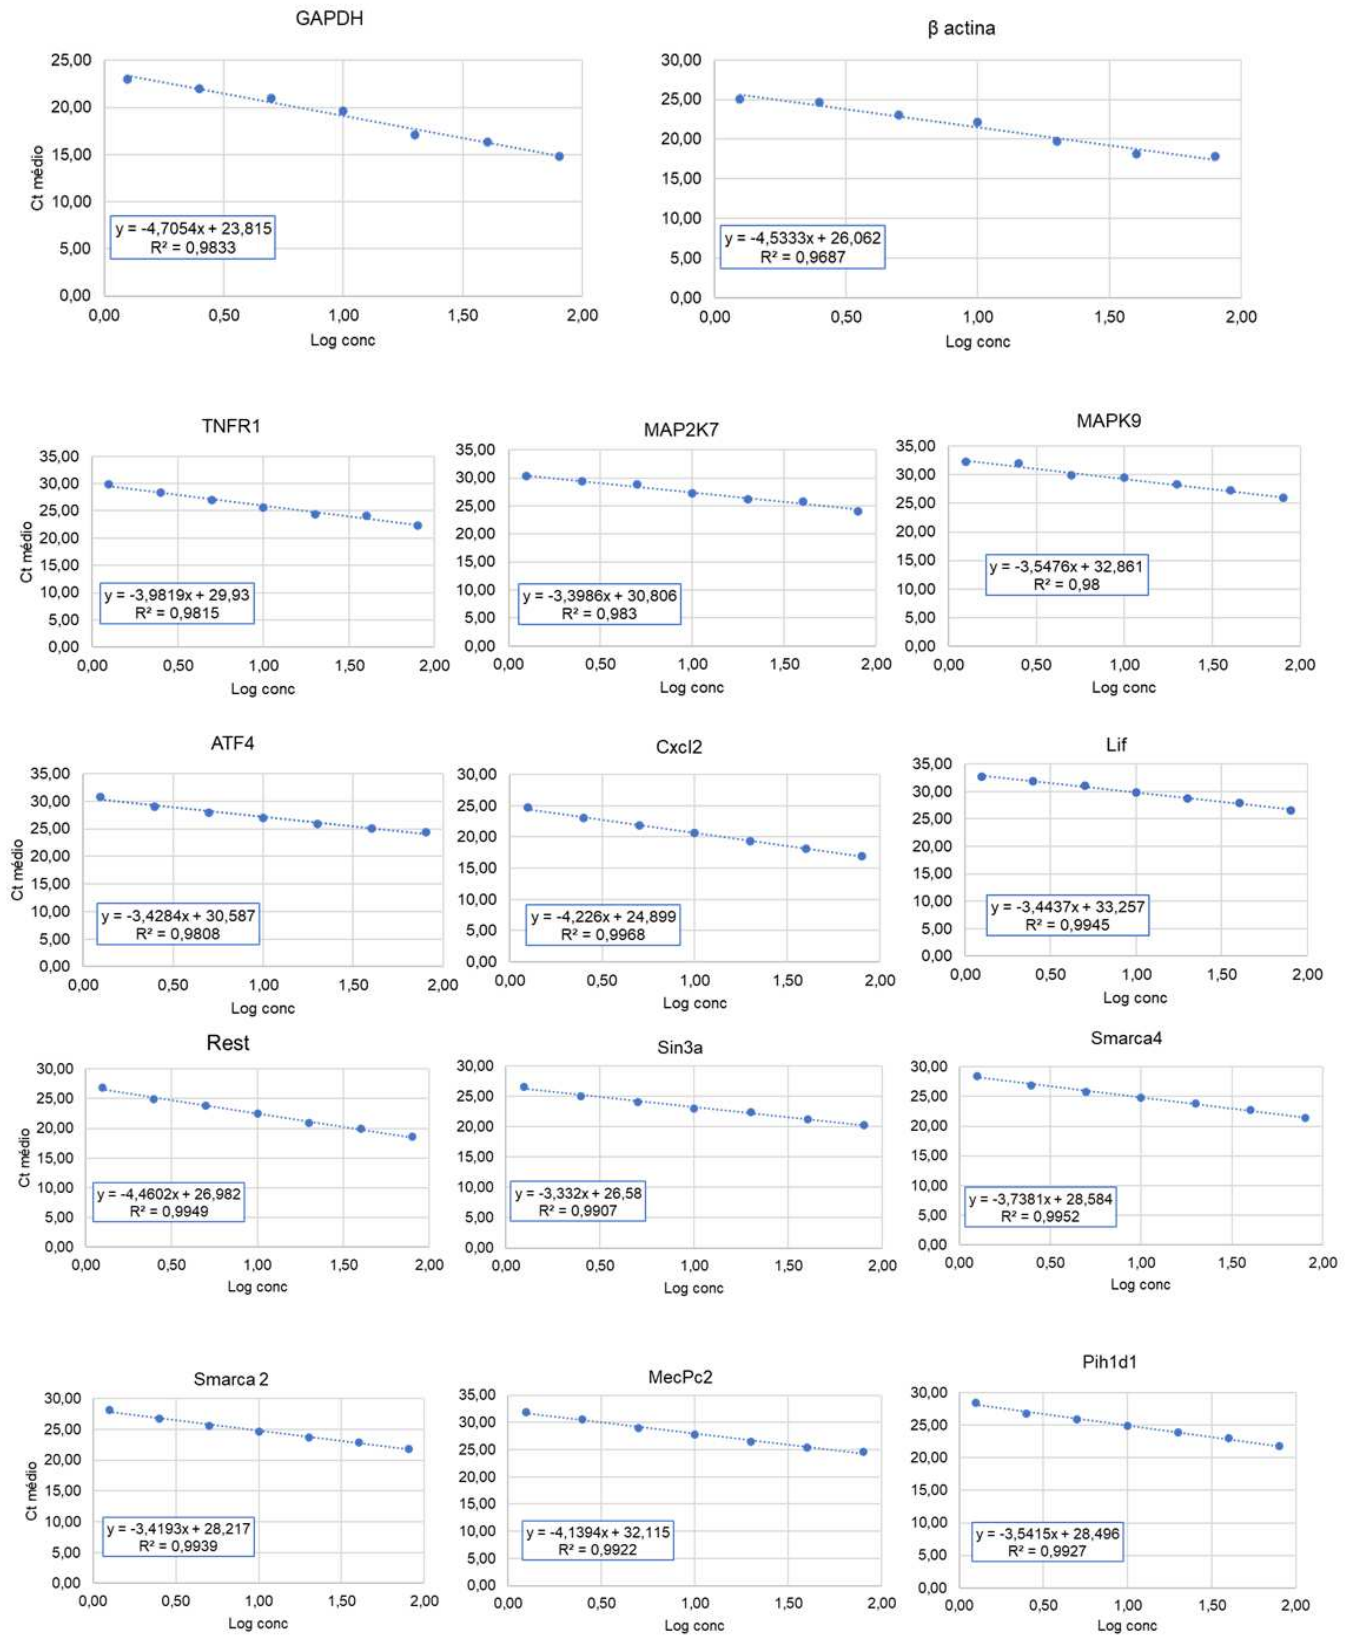 GAPDH
25,00
20,00
15,00
10,00
5,00
0,00
Ct médio
y = -4,7054x + 23,815
R² = 0,9833
0,00 0,50 1,00 1,50 2,00
Log conc
β actina
30,00
25,00
20,00
15,00
10,00
5,00
0,00
y = -4,5333x + 26,062
R² = 0,9687
0,00 0,50 1,00 1,50 2,00
Log conc
TNFR1
35,00
30,00
25,00
20,00
15,00
10,00
5,00
0,00
Ct médio
y = -3,9819x + 29,93
R² = 0,9815
0,00 0,50 1,00 1,50 2,00
Log conc
MAP2K7
35,00
30,00
25,00
20,00
15,00
10,00
5,00
0,00
y = -3,3986x + 30,806
R² = 0,983
0,00 0,50 1,00 1,50 2,00
Log conc
MAPK9
35,00
30,00
25,00
20,00
15,00
10,00
5,00
0,00
y = -3,5476x + 32,861
R² = 0,98
0,00 0,50 1,00 1,50 2,00
Log conc
ATF4
35,00
30,00
25,00
20,00
15,00
10,00
5,00
0,00
Ct médio
y = -3,4284x + 30,587
R² = 0,9808
0,00 0,50 1,00 1,50 2,00
Log conc
Cxcl2
30,00
25,00
20,00
15,00
10,00
5,00
0,00
y = -4,226x + 24,899
R² = 0,9968
0,00 0,50 1,00 1,50 2,00
Log conc
Lif
35,00
30,00
25,00
20,00
15,00
10,00
5,00
0,00
y = -3,4437x + 33,257
R² = 0,9945
0,00 0,50 1,00 1,50 2,00
Log conc
Rest
30,00
25,00
20,00
15,00
10,00
5,00
0,00
Ct médio
y = -4,4602x + 26,982
R² = 0,9949
0,00 0,50 1,00 1,50 2,00
Log conc
Sin3a
30,00
25,00
20,00
15,00
10,00
5,00
0,00
y = -3,332x + 26,58
R² = 0,9907
0,00 0,50 1,00 1,50 2,00
Log conc
Smarca4
30,00
25,00
20,00
15,00
10,00
5,00
0,00
y = -3,7381x + 28,584
R² = 0,9952
0,00 0,50 1,00 1,50 2,00
Log conc
Smarca 2
30,00
25,00
20,00
15,00
10,00
5,00
0,00
Ct médio
y = -3,4193x + 28,217
R² = 0,9939
0,00 0,50 1,00 1,50 2,00
Log conc
MecPc2
35,00
30,00
25,00
20,00
15,00
10,00
5,00
0,00
y = -4,1394x + 32,115
R² = 0,9922
0,00 0,50 1,00 1,50 2,00
Log conc
Pih1d1
30,00
25,00
20,00
15,00
10,00
5,00
0,00
y = -3,5415x + 28,496
R² = 0,9927
0,00 0,50 1,00 1,50 2,00
Log conc